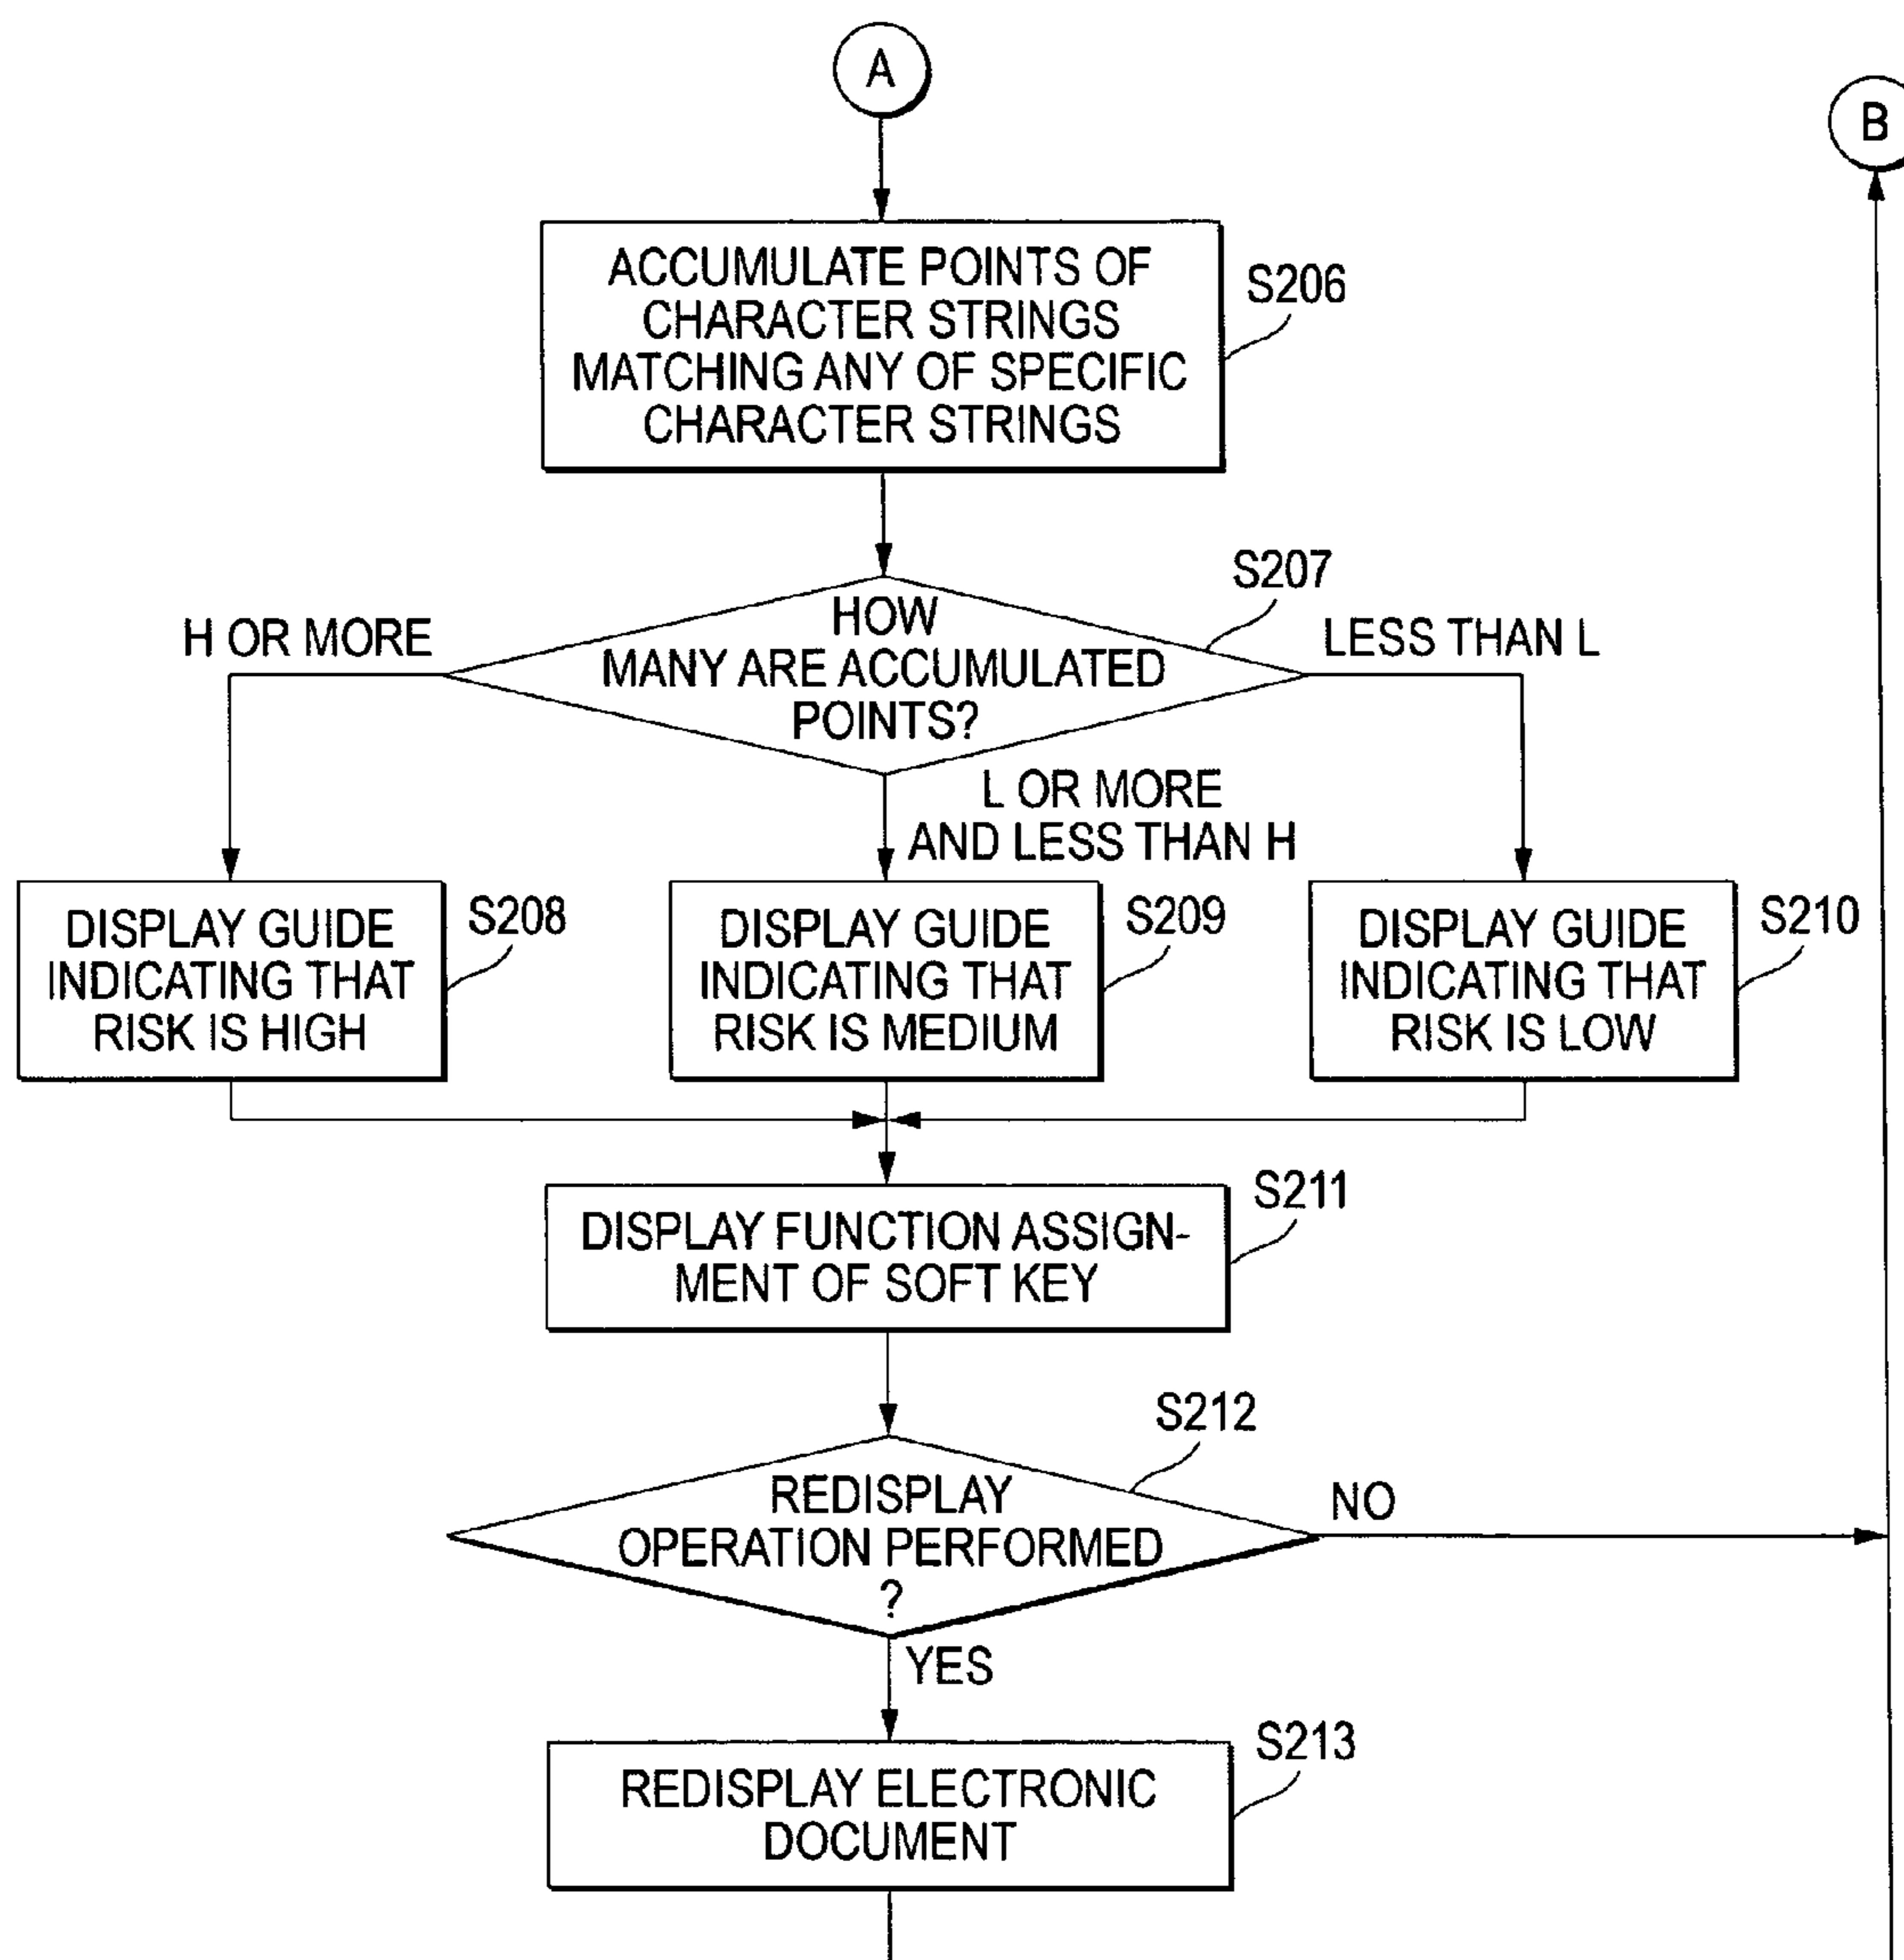 A
B
ACCUMULATE POINTS OF
CHARACTER STRINGS
MATCHING ANY OF SPECIFIC
CHARACTER STRINGS
S206
S207
HOW
MANY ARE ACCUMULATED
POINTS?
H OR MORE
LESS THAN L
L OR MORE
AND LESS THAN H
DISPLAY GUIDE
INDICATING THAT
RISK IS HIGH
S208
DISPLAY GUIDE
INDICATING THAT
RISK IS MEDIUM
S209
DISPLAY GUIDE
INDICATING THAT
RISK IS LOW
S210
DISPLAY FUNCTION ASSIGN-
MENT OF SOFT KEY
S211
S212
REDISPLAY
OPERATION PERFORMED
?
NO
YES
REDISPLAY ELECTRONIC
DOCUMENT
S213